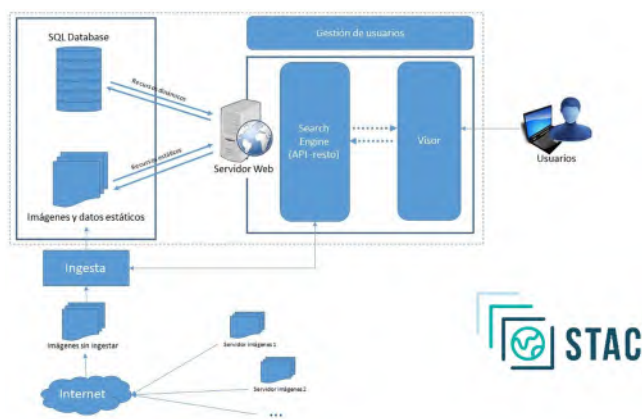 SQL Database
Gestión de usuarios
Recursos dinámicos
Search
Engine
(API -resto)
Visor
Servidor Web
Usuarios
Recursos estáticos
Imágenes y datos estáticos
Ingesta
Imágenes sin ingestar
Servidor imágenes 1
Servidor imágenes 2
...
Internet
STAC